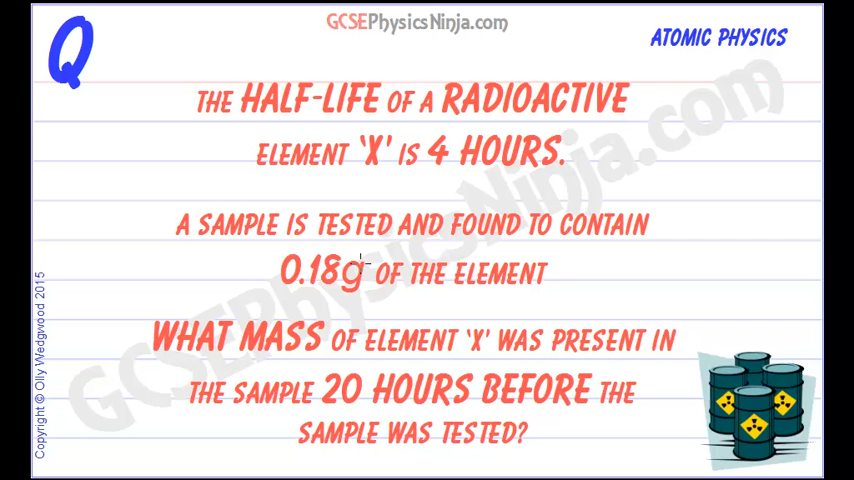 GCSEPhysicsNinja.com
Q
ATOMIC PHYSICS
THE HALF-LIFE OF A RADIOACTIVE
ELEMENT 'X' IS 4 HOURS.
A SAMPLE IS TESTED AND FOUND TO CONTAIN
0.18g OF THE ELEMENT
WHAT MASS OF ELEMENT 'X' WAS PRESENT IN
THE SAMPLE 20 HOURS BEFORE THE
SAMPLE WAS TESTED?
GCSEPhysicsNinja.com
Copyright © Olly Wedgwood 2015